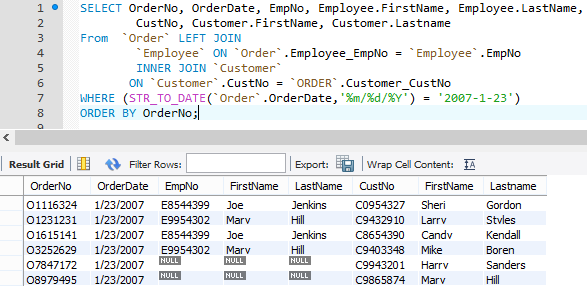 1 SELECT OrderNo, OrderDate, EmpNo, Employee.FirstName, Employee.LastName,
2 CustNo, Customer.FirstName, Customer.Lastname
3 From `Order` LEFT JOIN
4 `Employee` ON `Order`.Employee_EmpNo = `Employee`.EmpNo
5 INNER JOIN `Customer`
6 ON `Customer`.CustNo = `ORDER`.Customer_CustNo
7 WHERE (STR_TO_DATE(`Order`.OrderDate,'%m/%d/%Y') = '2007-1-23')
8 ORDER BY OrderNo;
Result Grid Filter Rows: Export: Wrap Cell Content: IA
OrderNo OrderDate EmpNo FirstName LastName CustNo FirstName Lastname
O1116324 1/23/2007 E8544399 Joe Jenkins C0954327 Sheri Gordon
O1231231 1/23/2007 E9954302 Mary Hill C9432910 Larry Styles
O1615141 1/23/2007 E8544399 Joe Jenkins C8654390 Candy Kendall
O3252629 1/23/2007 E9954302 Mary Hill C9403348 Mike Boren
O7847172 1/23/2007 NULL NULL NULL C9943201 Harry Sanders
O8979495 1/23/2007 NULL NULL NULL C9865874 Mary Hill